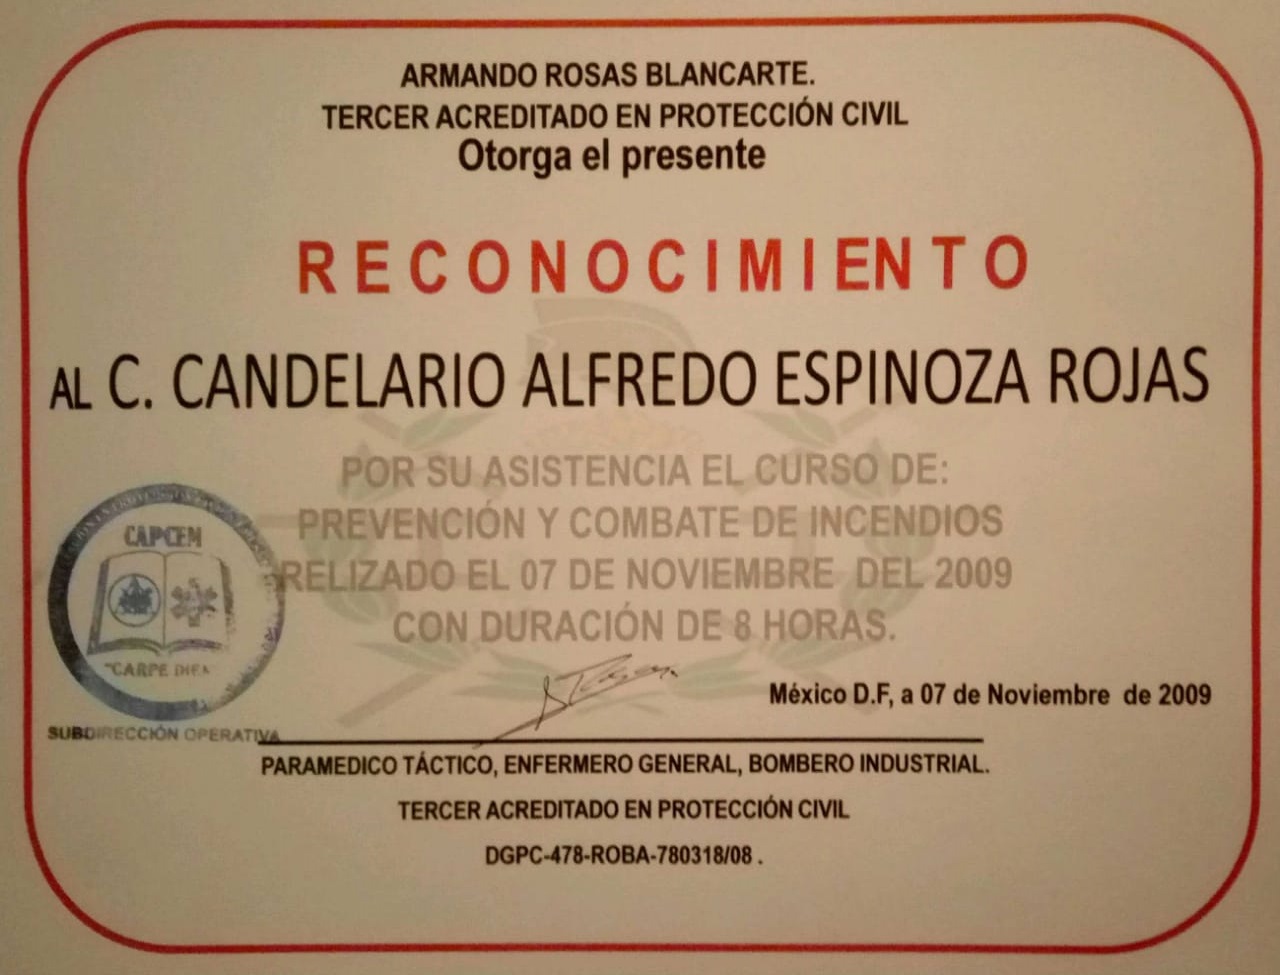 ARMANDO ROSAS BLANCARTE.
TERCER ACREDITADO EN PROTECCIÓN CIVIL
Otorga el presente
RECONOCIMIENTO
AL C. CANDELARIO ALFREDO ESPINOZA ROJAS
POR SU ASISTENCIA EL CURSO DE:
PREVENCIÓN Y COMBATE DE INCENDIOS
RELIZADO EL 07 DE NOVIEMBRE DEL 2009
CON DURACIÓN DE 8 HORAS.
CAPCEM
"CARPE DIEM
SUBDIRECCIÓN OPERATIVA
México D.F, a 07 de Noviembre de 2009
PARAMEDICO TÁCTICO, ENFERMERO GENERAL, BOMBERO INDUSTRIAL.
TERCER ACREDITADO EN PROTECCIÓN CIVIL
DGPC-478-ROBA-780318/08 .